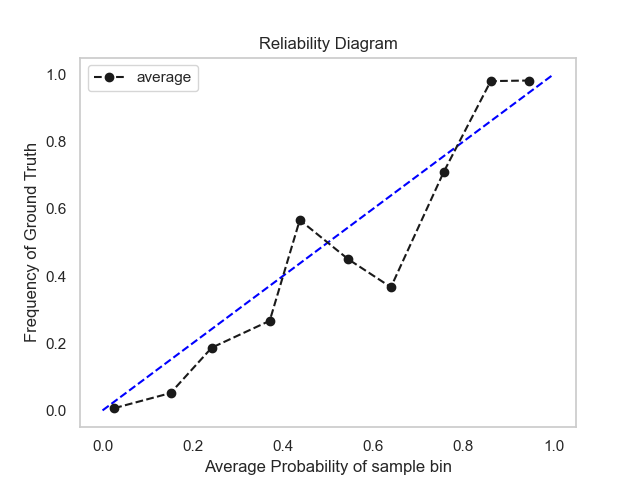 Reliability Diagram
average
Frequency of Ground Truth
1.0
0.8
0.6
0.4
0.2
0.0
0.0 0.2 0.4 0.6 0.8 1.0
Average Probability of sample bin